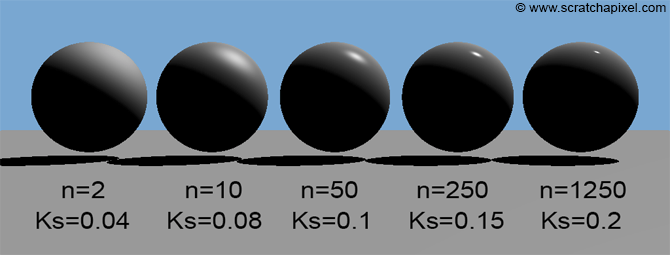 © www.scratchapixel.com
n=2 n=10 n=50 n=250 n=1250
Ks=0.04 Ks=0.08 Ks=0.1 Ks=0.15 Ks=0.2